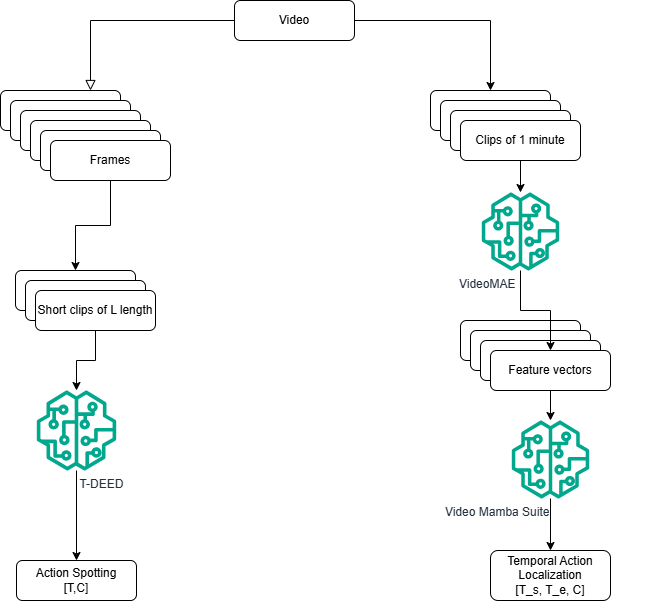 Video
Frames
Short clips of L length
T-DEED
Action Spotting
[T,C]
Clips of 1 minute
VideoMAE
Feature vectors
Video Mamba Suite
Temporal Action
Localization
[T_s, T_e, C]